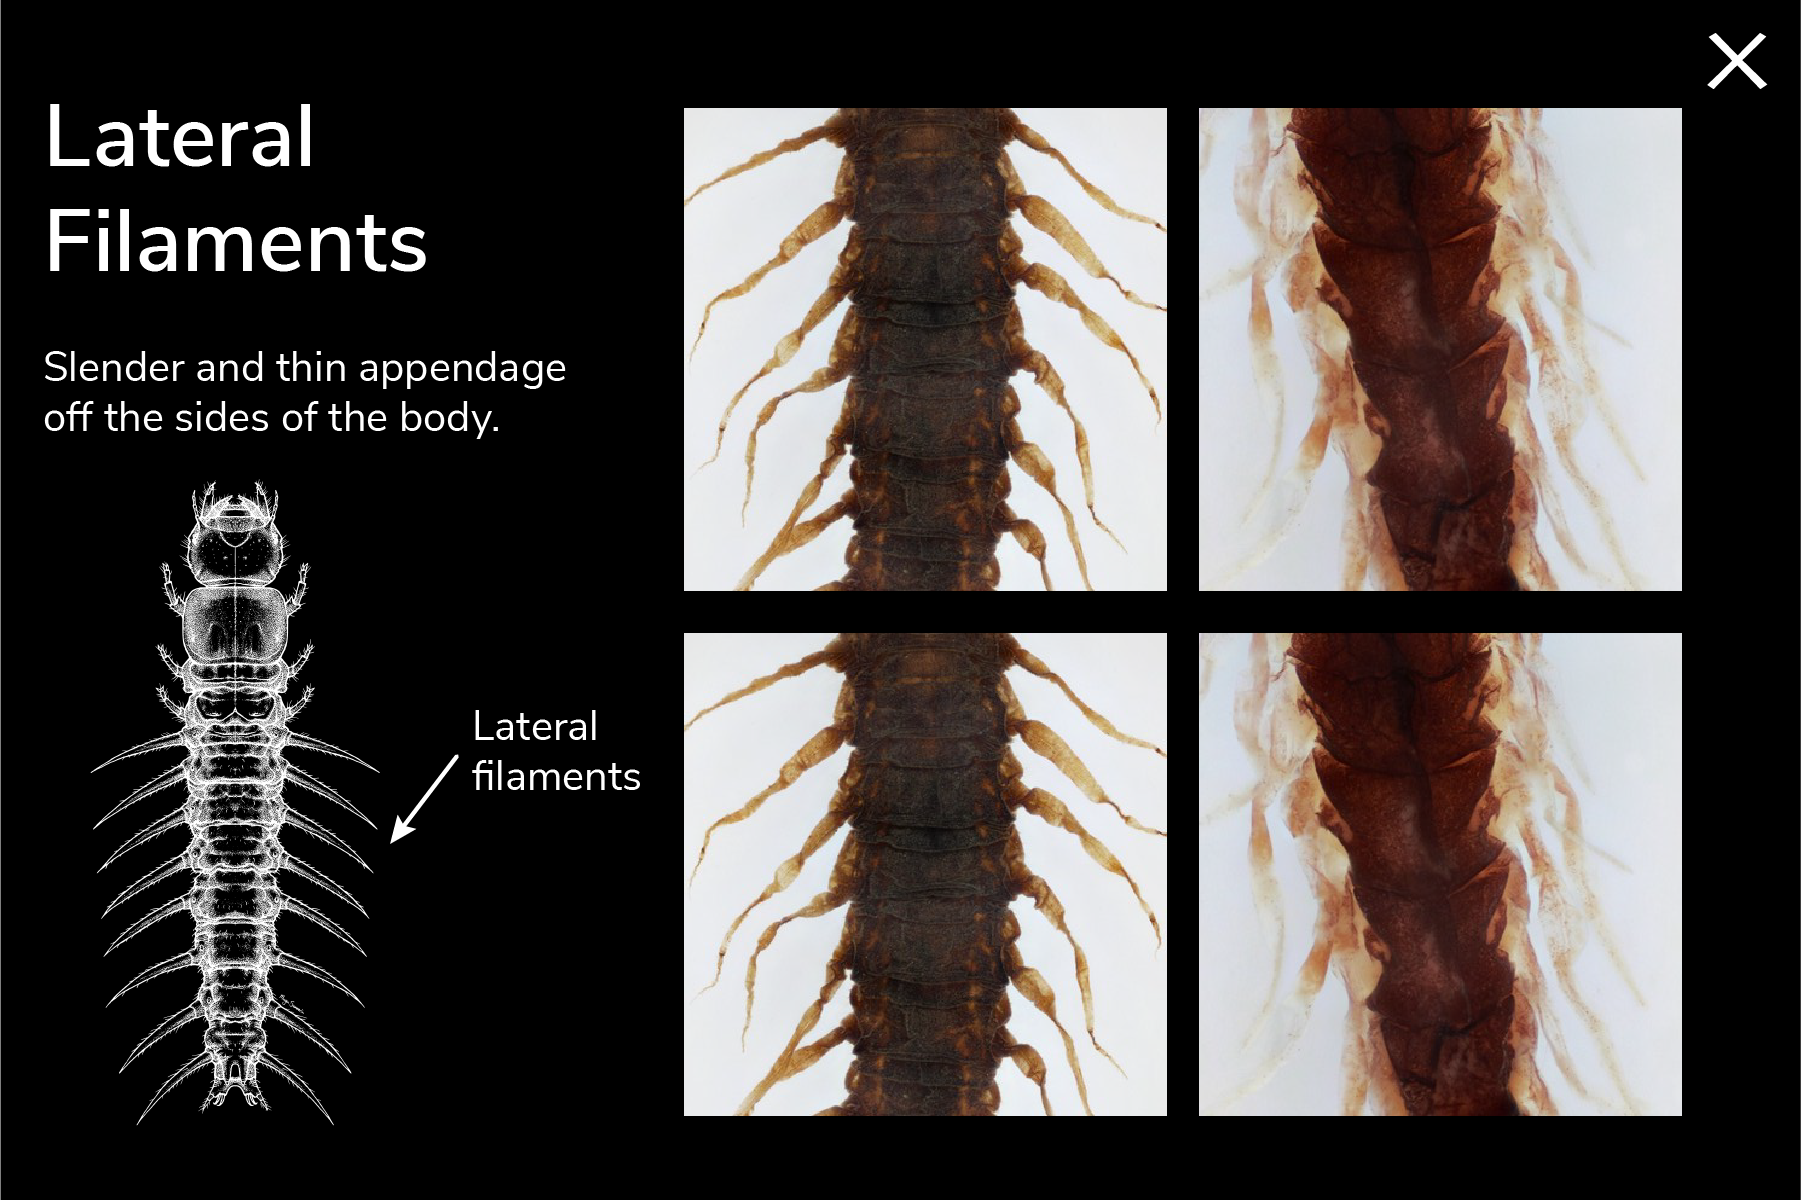 Lateral
Filaments
Slender and thin appendage
off the sides of the body.
Lateral
filaments